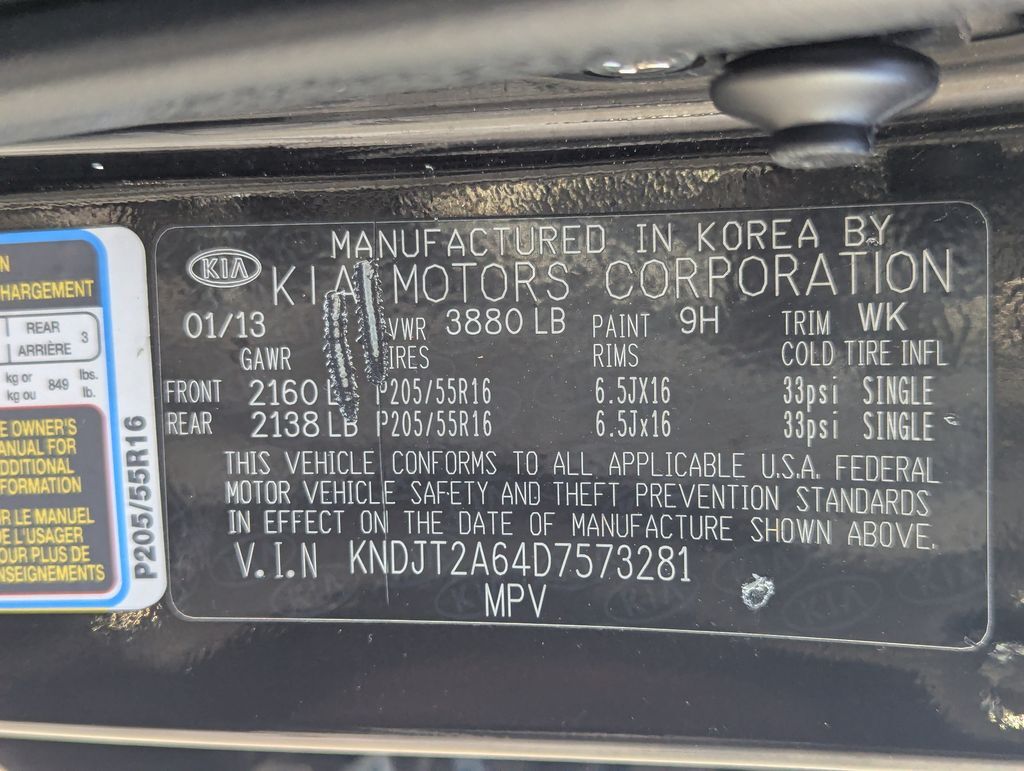 N
HARGEMENT
REAR 3
ARRIÈRE
kg or 849 lbs.
kg ou lb.
E OWNER'S
ANUAL FOR
DDITIONAL
FORMATION
R LE MANUEL
DE L'USAGER
OUR PLUS DE
NSEIGNEMENTS
P205/55R16
KIA
MANUFACTURED IN KOREA BY
KIA MOTORS CORPORATION
01/13 VWR 3880 LB PAINT 9H TRIM WK
GAWR IRES RIMS COLD TIRE INFL
FRONT 2160 LB P205/55R16 6.5JX16 33psi SINGLE
REAR 2138 LB P205/55R16 6.5Jx16 33psi SINGLE
THIS VEHICLE CONFORMS TO ALL APPLICABLE U.S.A. FEDERAL
MOTOR VEHICLE SAFETY AND THEFT PREVENTION STANDARDS
IN EFFECT ON THE DATE OF MANUFACTURE SHOWN ABOVE.
V.I.N KNDJT2A64D7573281
MPV